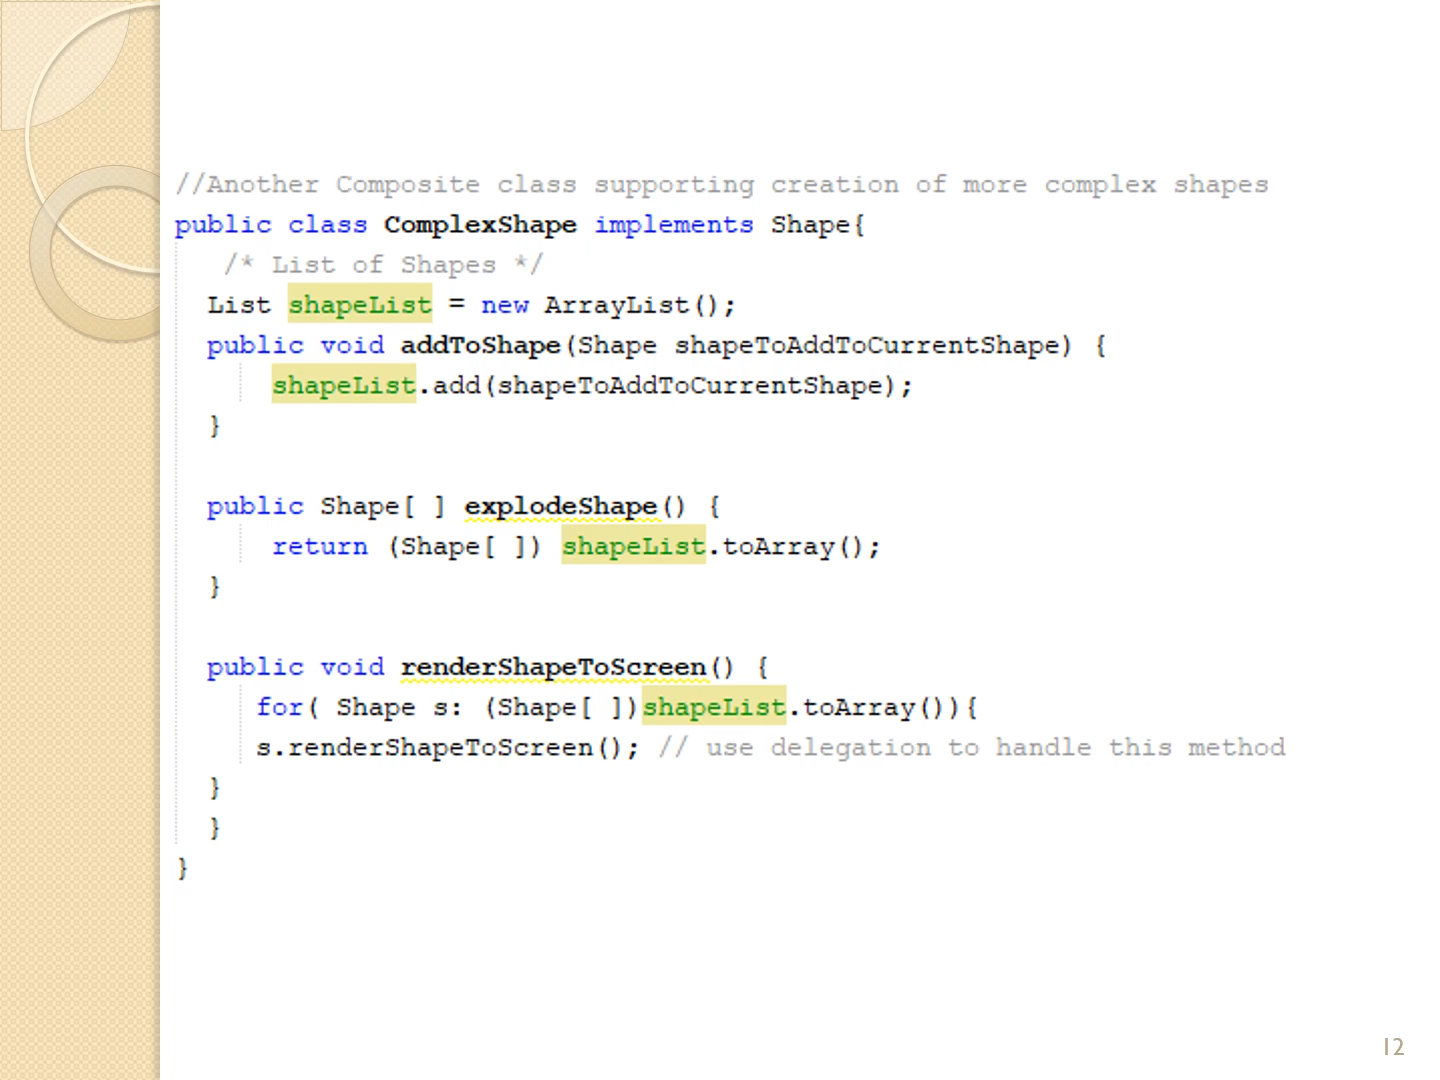 //Another Composite class supporting creation of more complex shapes
public class ComplexShape implements Shape{
/* List of Shapes */
List shapeList = new ArrayList();
public void addToShape(Shape shapeToAddToCurrentShape) {
shapeList.add(shapeToAddToCurrentShape);
}
public Shape[ ] explodeShape() {
return (Shape[ ]) shapeList.toArray();
}
public void renderShapeToScreen() {
for( Shape s: (Shape[ ])shapeList.toArray()){
s.renderShapeToScreen(); // use delegation to handle this method
}
}
}
12